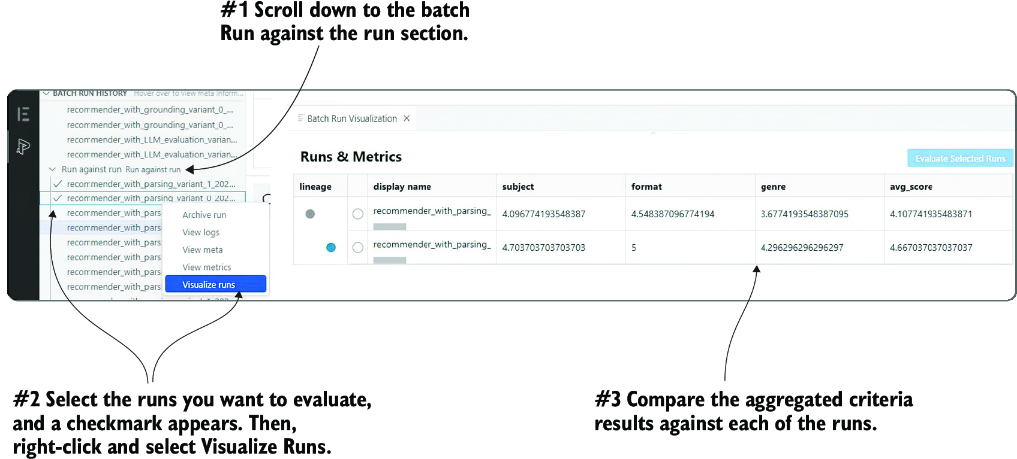 #1 Scroll down to the batch
Run against the run section.
BATCH RUN HISTORY Hover over to view meta inform...
recommender_with_grounding_variant_0_...
recommender_with_grounding_variant_0_...
recommender_with_LLM_evaluation_varian...
recommender_with_LLM_evaluation_varian...
Run against run Run against run
recommender_with_parsing_variant_1_202...
recommender_with_parsing_variant_0_202...
recommender_with_pars
recommender_with_pars
recommender_with_pars
recommender_with_pars
recommender_with_pars
Archive run
View logs
View meta
View metrics
Visualize runs
Batch Run Visualization
Runs & Metrics
Evaluate Selected Runs
lineage display name subject format genre avg_score
recommender_with_parsing_ 4.096774193548387 4.548387096774194 3.6774193548387095 4.107741935483871
recommender_with_parsing_ 4.703703703703703 5 4.296296296296297 4.667037037037037
#2 Select the runs you want to evaluate,
and a checkmark appears. Then,
right-click and select Visualize Runs.
#3 Compare the aggregated criteria
results against each of the runs.